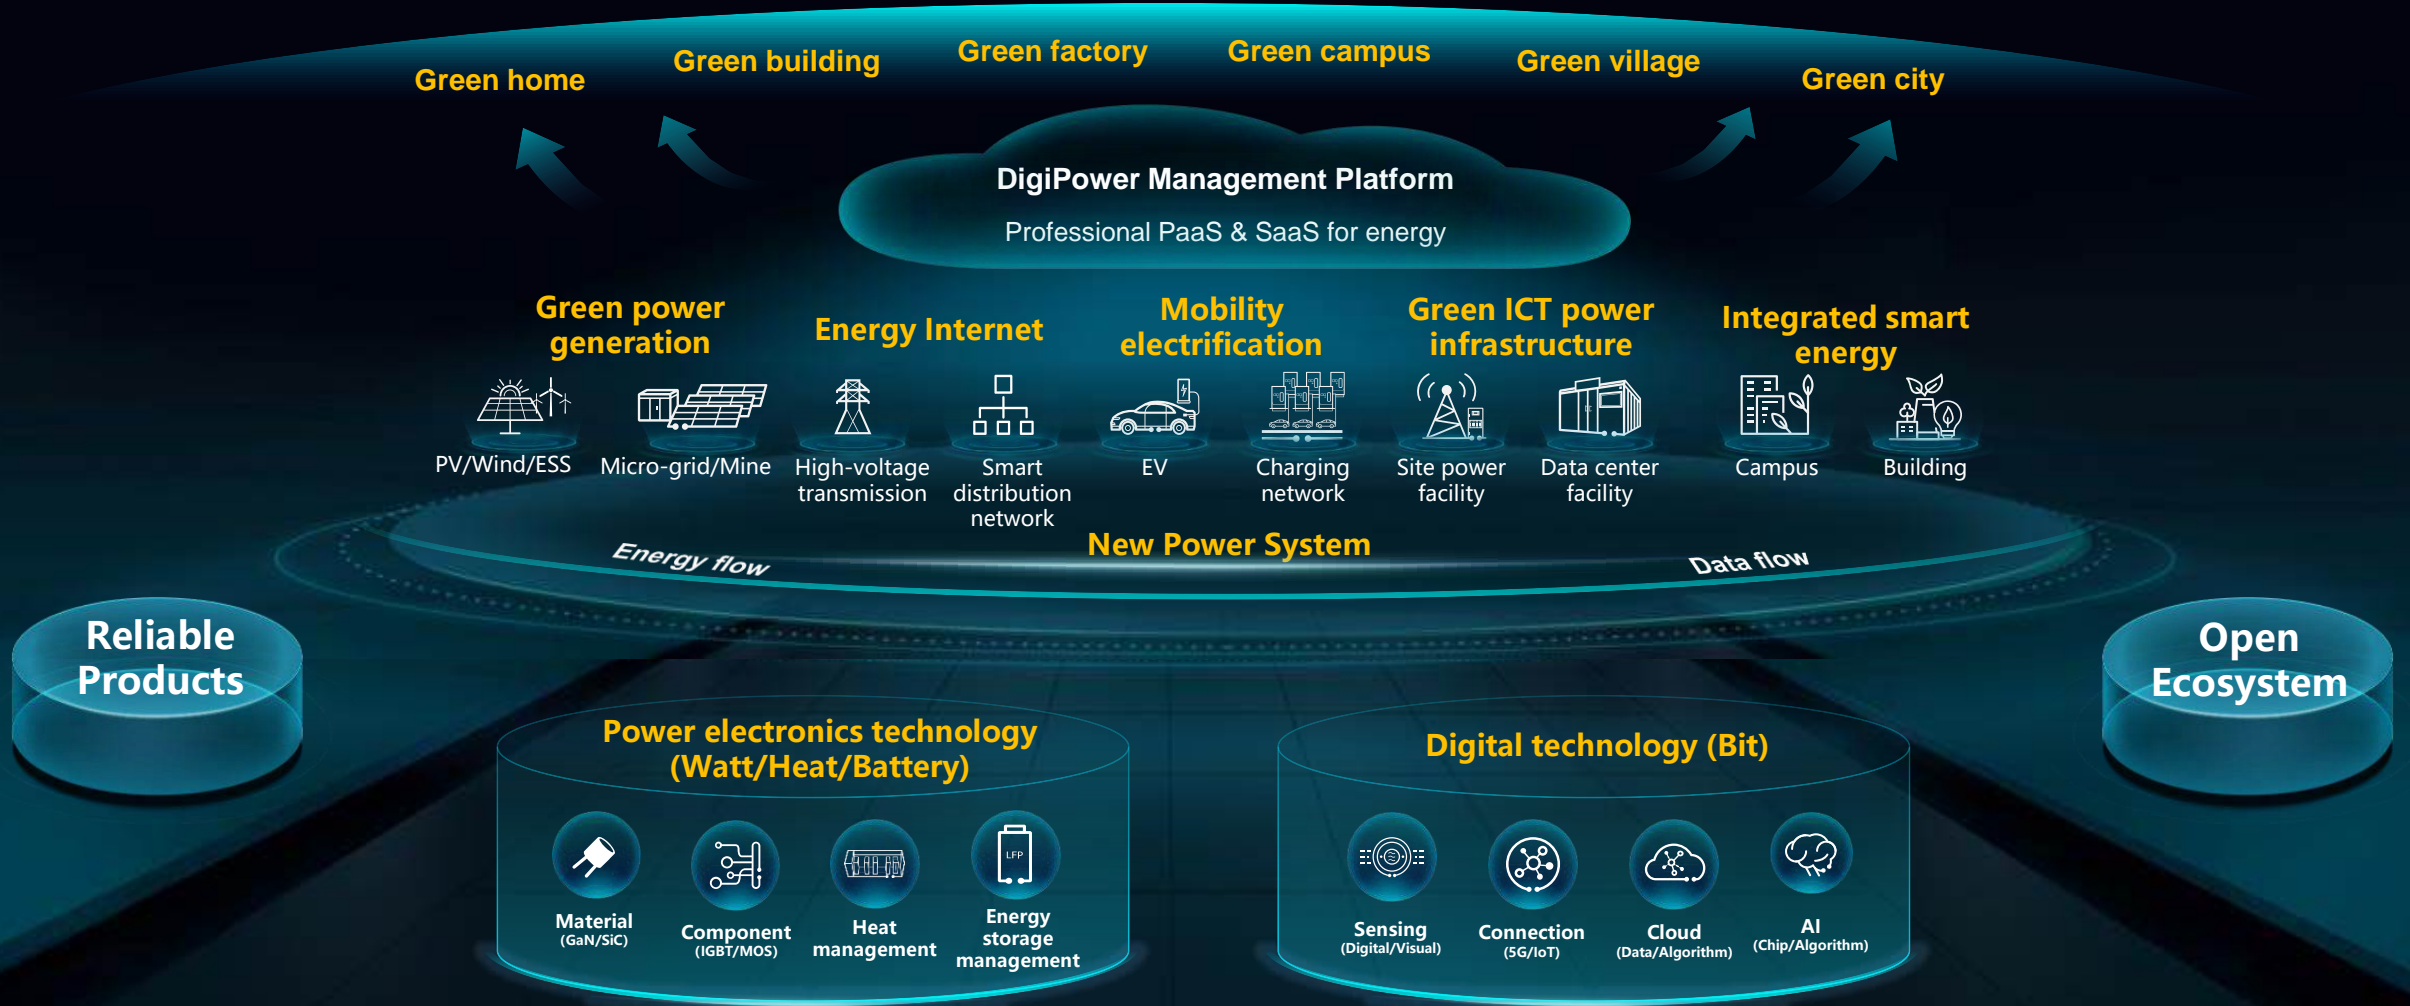 Green home
Green building
Green factory
Green campus
Green village
Green city
DigiPower Management Platform
Professional PaaS & SaaS for energy
Green power
generation
Energy Internet
Mobility
electrification
Green ICT power
infrastructure
Integrated smart
energy
PV/Wind/ESS
Micro-grid/Mine
High-voltage
transmission
Smart
distribution
network
EV
Charging
network
Site power
facility
Data center
facility
Campus
Building
New Power System
Energy flow
Data flow
Reliable
Products
Open
Ecosystem
Power electronics technology
(Watt/Heat/Battery)
Digital technology (Bit)
LFP
Material
(GaN/SiC)
Component
(IGBT/MOS)
Heat
management
Energy
storage
management
Sensing
(Digital/Visual)
Connection
(5G/IoT)
Cloud
(Data/Algorithm)
AI
(Chip/Algorithm)